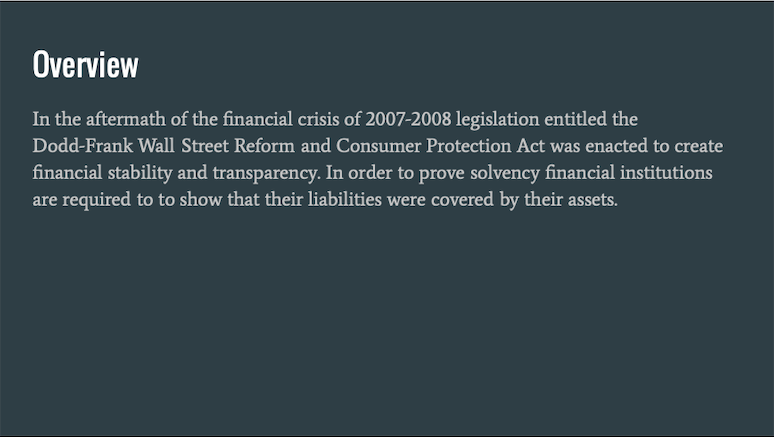 Overview
In the aftermath of the financial crisis of 2007-2008 legislation entitled the
Dodd-Frank Wall Street Reform and Consumer Protection Act was enacted to create
financial stability and transparency. In order to prove solvency financial institutions
are required to to show that their liabilities were covered by their assets.